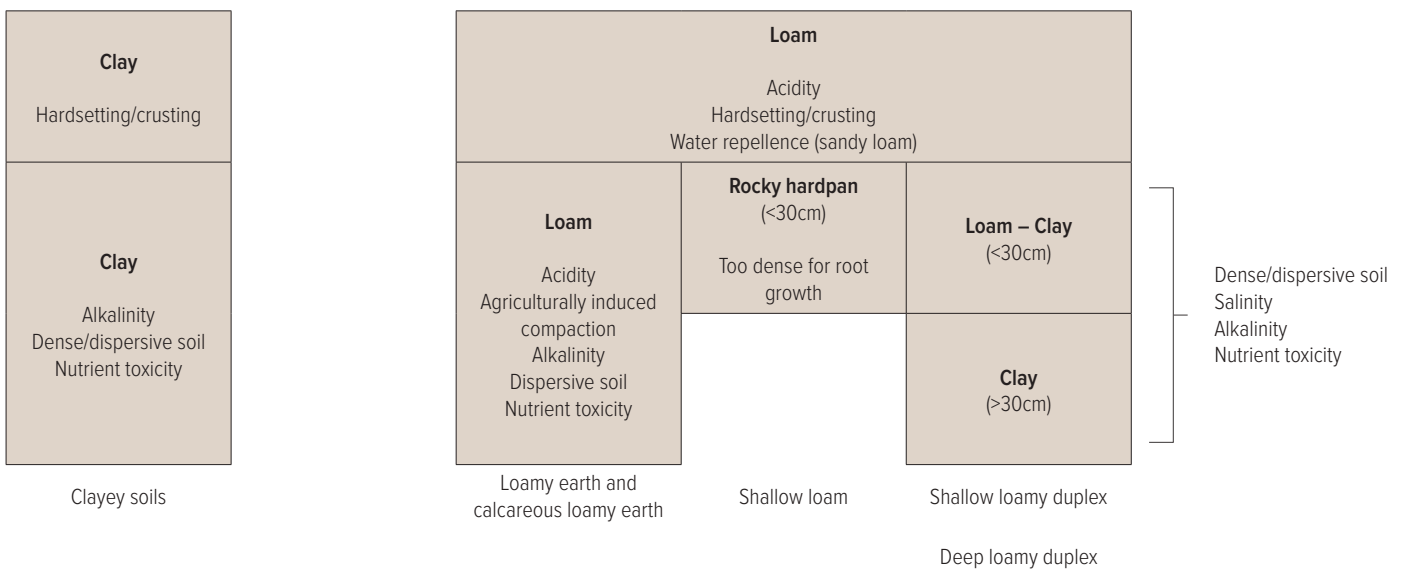 Clay
Hardsetting/crusting
Clay
Alkalinity
Dense/dispersive soil
Nutrient toxicity
Clayey soils
Loam
Acidity
Hardsetting/crusting
Water repellence (sandy loam)
Loam
Acidity
Agriculturally induced
compaction
Alkalinity
Dispersive soil
Nutrient toxicity
Loamy earth and
calcareous loamy earth
Rocky hardpan
(<30cm)
Too dense for root
growth
Shallow loam
Loam – Clay
(<30cm)
Clay
(>30cm)
Shallow loamy duplex
Deep loamy duplex
Dense/dispersive soil
Salinity
Alkalinity
Nutrient toxicity